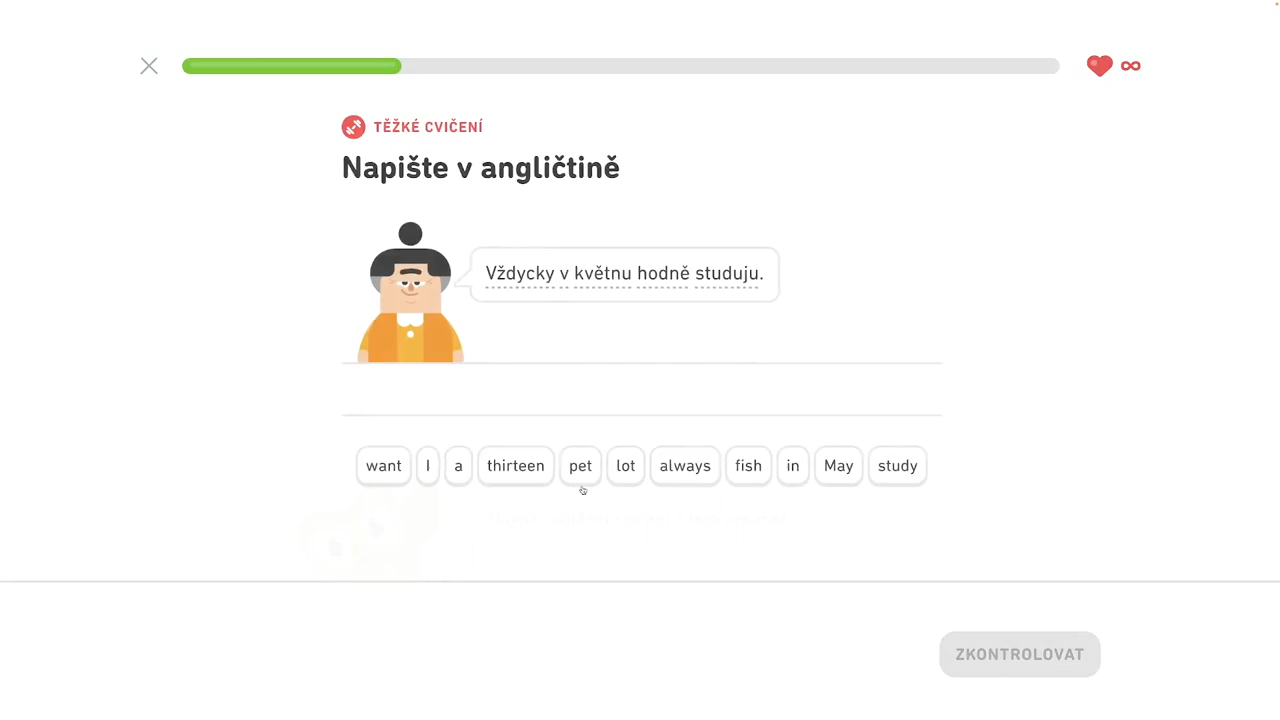 TĚŽKÉ CVIČENÍ
Napište v angličtině
Vždycky v květnu hodně studuju.
want I a thirteen pet lot always fish in May study
ZKONTROLOVAT